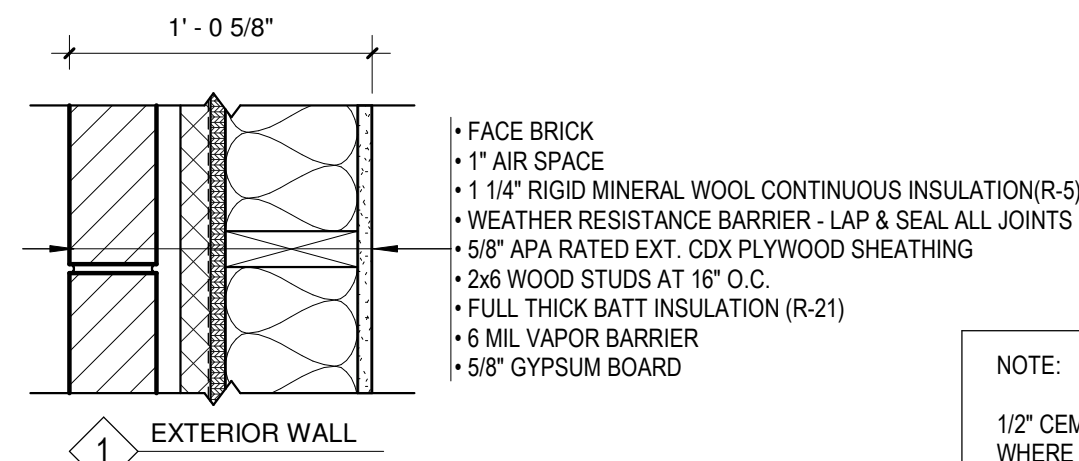 1' - 0 5/8"
• FACE BRICK
• 1" AIR SPACE
• 1 1/4" RIGID MINERAL WOOL CONTINUOUS INSULATION(R-5)
• WEATHER RESISTANCE BARRIER - LAP & SEAL ALL JOINTS
• 5/8" APA RATED EXT. CDX PLYWOOD SHEATHING
• 2x6 WOOD STUDS AT 16" O.C.
• FULL THICK BATT INSULATION (R-21)
• 6 MIL VAPOR BARRIER
• 5/8" GYPSUM BOARD
1 EXTERIOR WALL
NOTE:
1/2"
WHERE